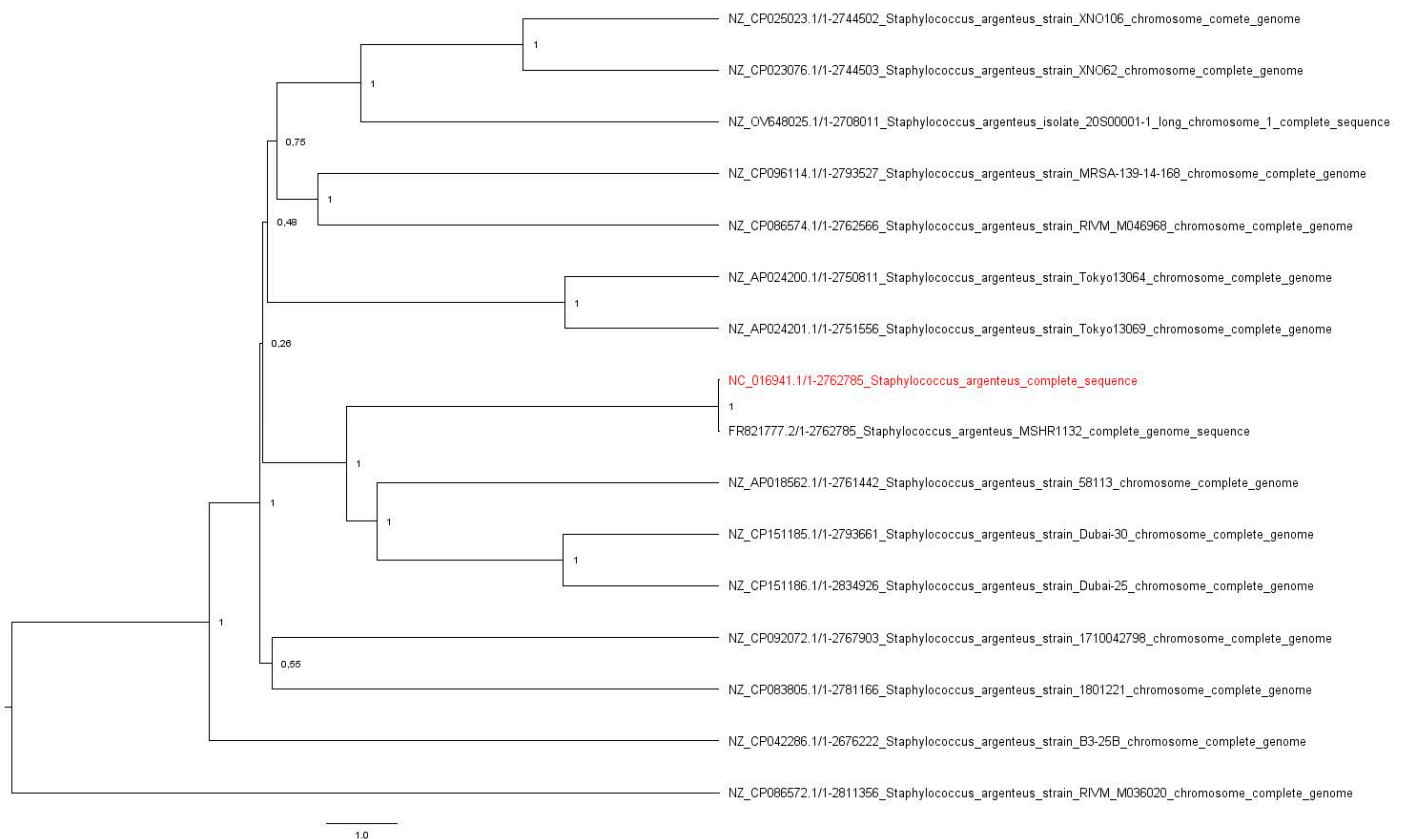 NZ_CP025023.1/1-2744502_Staphylococcus_argenteus_strain_XNO106_chromosome_comete_genome
1
NZ_CP023076.1/1-2744503_Staphylococcus_argenteus_strain_XNO62_chromosome_complete_genome
1
NZ_OV648025.1/1-2708011_Staphylococcus_argenteus_isolate_20S00001-1_long_chromosome_1_complete_sequence
0,75
NZ_CP096114.1/1-2793527_Staphylococcus_argenteus_strain_MRSA-139-14-168_chromosome_complete_genome
1
0,48
NZ_CP086574.1/1-2762566_Staphylococcus_argenteus_strain_RIVM_M046968_chromosome_complete_genome
NZ_AP024200.1/1-2750811_Staphylococcus_argenteus_strain_Tokyo13064_chromosome_complete_genome
1
NZ_AP024201.1/1-2751556_Staphylococcus_argenteus_strain_Tokyo13069_chromosome_complete_genome
0,26
NC_016941.1/1-2762785_Staphylococcus_argenteus_complete_sequence
1
FR821777.2/1-2762785_Staphylococcus_argenteus_MSHR1132_complete_genome_sequence
1
NZ_AP018562.1/1-2761442_Staphylococcus_argenteus_strain_58113_chromosome_complete_genome
1
1
NZ_CP151185.1/1-2793661_Staphylococcus_argenteus_strain_Dubai-30_chromosome_complete_genome
1
NZ_CP151186.1/1-2834926_Staphylococcus_argenteus_strain_Dubai-25_chromosome_complete_genome
1
NZ_CP092072.1/1-2767903_Staphylococcus_argenteus_strain_1710042798_chromosome_complete_genome
0,55
NZ_CP083805.1/1-2781166_Staphylococcus_argenteus_strain_1801221_chromosome_complete_genome
NZ_CP042286.1/1-2676222_Staphylococcus_argenteus_strain_B3-25B_chromosome_complete_genome
NZ_CP086572.1/1-2811356_Staphylococcus_argenteus_strain_RIVM_M036020_chromosome_complete_genome
1.0